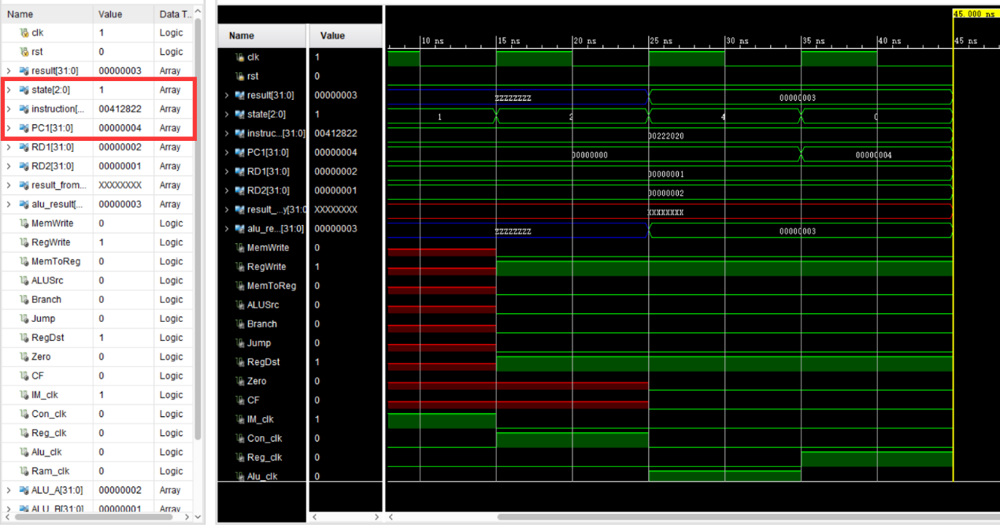 Name Value Data T...
clk 1 Logic
rst 0 Logic
result[31:0] 00000003 Array
state[2:0] 1 Array
instruction[... 00412822 Array
PC1[31:0] 00000004 Array
RD1[31:0] 00000002 Array
RD2[31:0] 00000001 Array
result_from... XXXXXXXX Array
alu_result[... 00000003 Array
MemWrite 0 Logic
RegWrite 1 Logic
MemToReg 0 Logic
ALUSrc 0 Logic
Branch 0 Logic
Jump 0 Logic
RegDst 1 Logic
Zero 0 Logic
CF 0 Logic
IM_clk 1 Logic
Con_clk 0 Logic
Reg_clk 0 Logic
Alu_clk 0 Logic
Ram_clk 0 Logic
ALU_A[31:0] 00000002 Array
ALU_B[31:0] 00000001 Array
45.000 ns
Name Value
10 ns 15 ns 20 ns 25 ns 30 ns 35 ns 40 ns 45 ns
clk 1
rst 0
result[31:0] 00000003 ZZZZZZZZ 00000003
state[2:0] 1 1 2 4 0
instruc...[31:0] 00412822 00222020
PC1[31:0] 00000004 00000000 00000004
RD1[31:0] 00000002 00000001
RD2[31:0] 00000001 00000002
result_...y[31:0 XXXXXXXX XXXXXXXX
alu_re...[31:0] 00000003 ZZZZZZZZ 00000003
MemWrite 0
RegWrite 1
MemToReg 0
ALUSrc 0
Branch 0
Jump 0
RegDst 1
Zero 0
CF 0
IM_clk 1
Con_clk 0
Reg_clk 0
Alu_clk 0